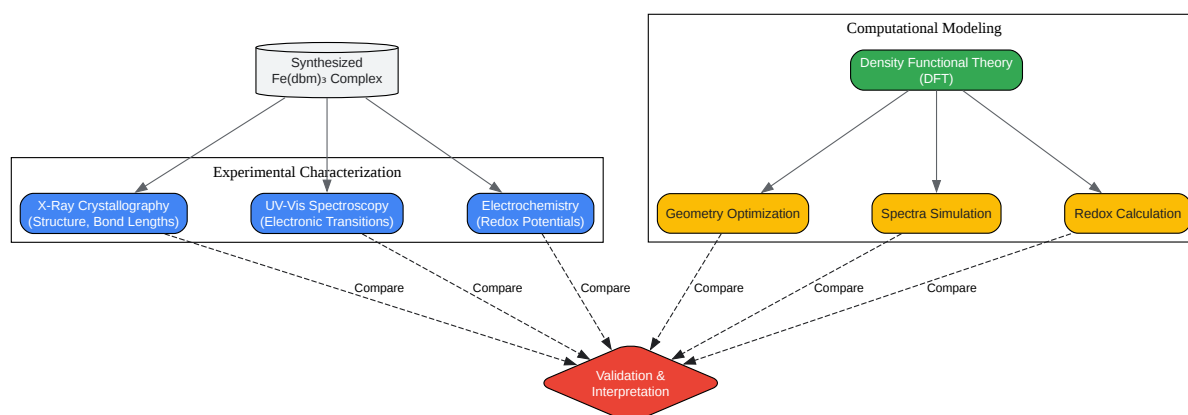 Computational Modeling
Synthesized
Fe(dbm)₃ Complex
Density Functional Theory
(DFT)
Experimental Characterization
X-Ray Crystallography
(Structure, Bond Lengths)
UV-Vis Spectroscopy
(Electronic Transitions)
Electrochemistry
(Redox Potentials)
Geometry Optimization
Spectra Simulation
Redox Calculation
Compare
Compare
Compare
Compare
Compare
Compare
Validation &
Interpretation